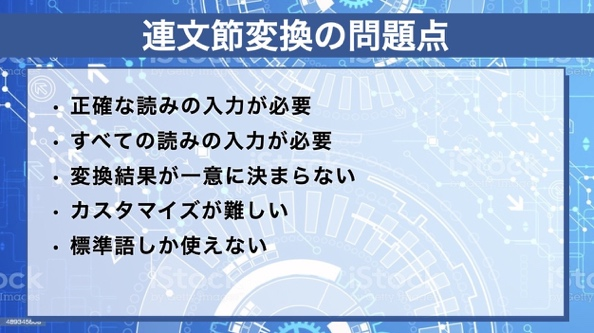 連文節変換の問題点
• 正確な読みの入力が必要
• すべての読みの入力が必要
• 変換結果が一意に決まらない
• カスタマイズが難しい
• 標準語しか使えない
iStock
iStock
iStock